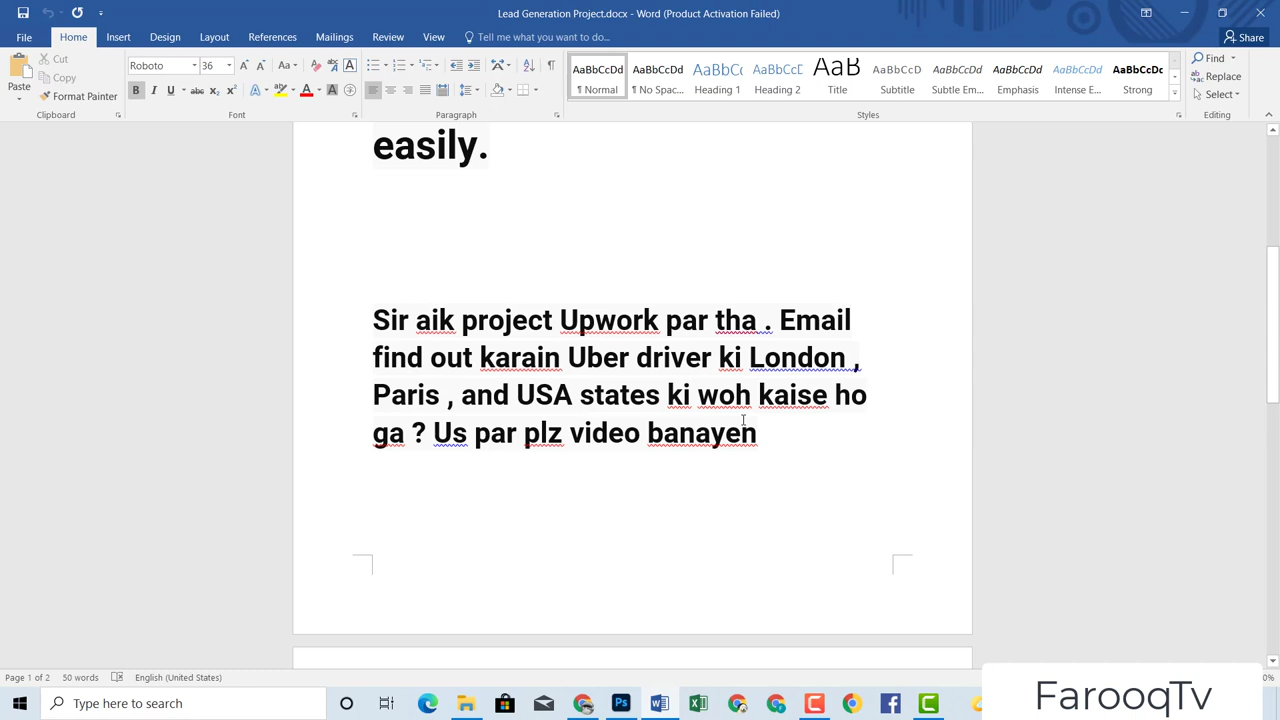 Lead Generation Project.docx - Word (Product Activation Failed)
File Home Insert Design Layout References Mailings Review View Tell me what you want to do... Share
Paste
Cut
Copy
Format Painter
Clipboard
Roboto 36
Font
Paragraph
AaBbCcDd AaBbCcDd AaBbCc AaBbCcD AaB AaBbCcD AaBbCcDd AaBbCcDd AaBbCcDd AaBbCcDc
¶ Normal ¶ No Spac... Heading 1 Heading 2 Title Subtitle Subtle Em... Emphasis Intense E... Strong
Styles
Find
Replace
Select
Editing
easily.
Sir aik project Upwork par tha . Email
find out karain Uber driver ki London ,
Paris , and USA states ki woh kaise ho
ga ? Us par plz video banayen
Page 1 of 2 50 words English (United States)
Type here to search
FarooqTv